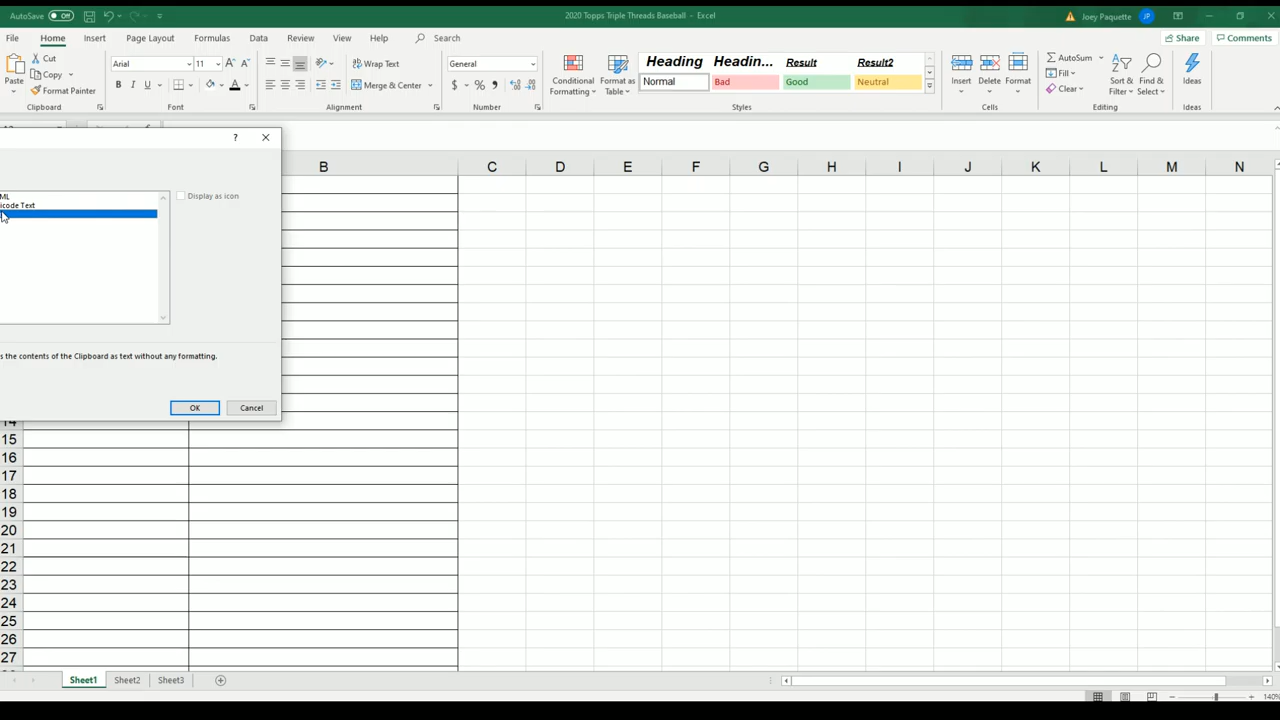 AutoSave Off
2020 Topps Triple Threads Baseball - Excel
Joey Paquette JP
File Home Insert Page Layout Formulas Data Review View Help Search
Share Comments
Paste
Cut
Copy
Format Painter
Clipboard
Arial 11
B I U
Font
Wrap Text
Merge & Center
Alignment
General
$ %
Number
Conditional Formatting
Format as Table
Heading Headin... Result Result2
Normal Bad Good Neutral
Styles
Insert Delete Format
Cells
AutoSum
Fill
Clear
Sort & Filter
Find & Select
Editing
Ideas
Ideas
B C D E F G H I J K L M N
ML
icode Text
Display as icon
s the contents of the Clipboard as text without any formatting.
OK Cancel
14
15
16
17
18
19
20
21
22
23
24
25
26
27
Sheet1 Sheet2 Sheet3
140%